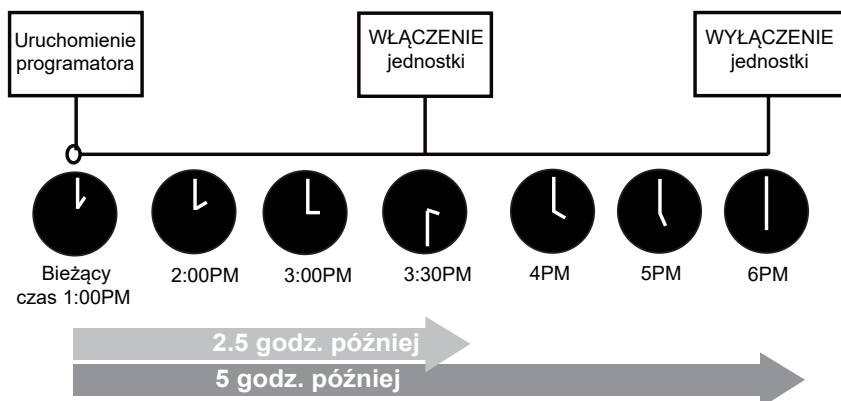 Uruchomienie
programatora
WŁĄCZENIE
jednostki
WYŁĄCZENIE
jednostki
Bieżący
czas 1:00PM
2:00PM
3:00PM
3:30PM
4PM
5PM
6PM
2.5 godz. później
5 godz. później